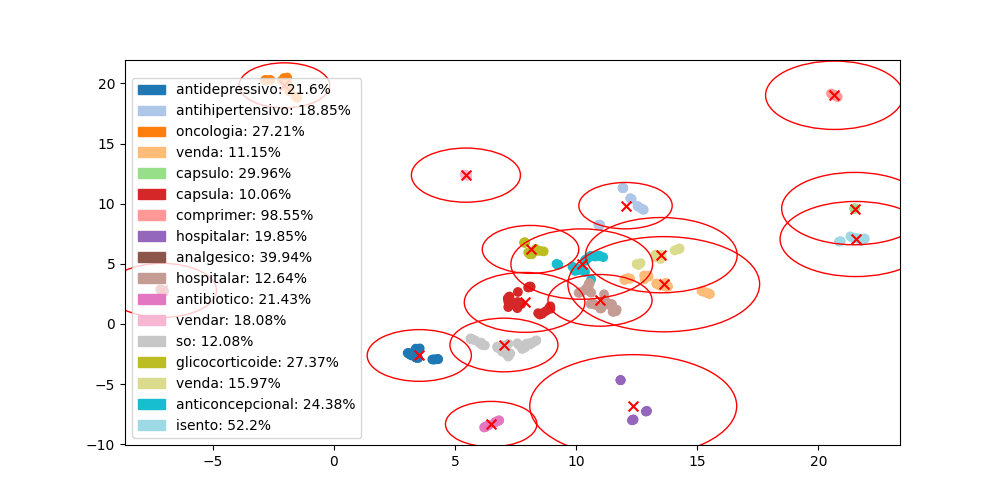 20
15
10
5
0
−5
−10
antidepressivo: 21.6%
antihipertensivo: 18.85%
oncologia: 27.21%
venda: 11.15%
capsulo: 29.96%
capsula: 10.06%
comprimer: 98.55%
hospitalar: 19.85%
analgesico: 39.94%
hospitalar: 12.64%
antibiotico: 21.43%
vendar: 18.08%
so: 12.08%
glicocorticoide: 27.37%
venda: 15.97%
anticoncepcional: 24.38%
isento: 52.2%
−5 0 5 10 15 20